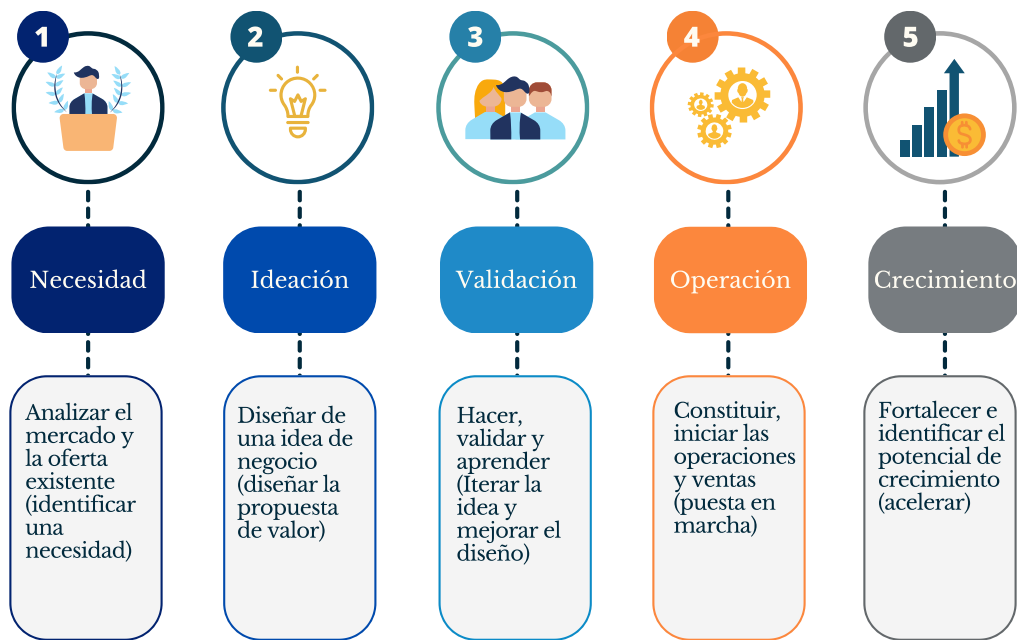 1
2
3
4
5
Necesidad
Ideación
Validación
Operación
Crecimiento
Analizar el
mercado y
la oferta
existente
(identificar
una
necesidad)
Diseñar de
una idea de
negocio
(diseñar la
propuesta
de valor)
Hacer,
validar y
aprender
(Iterar la
idea y
mejorar el
diseño)
Constituir,
iniciar las
operaciones
y ventas
(puesta en
marcha)
Fortalecer e
identificar el
potencial de
crecimiento
(acelerar)
$